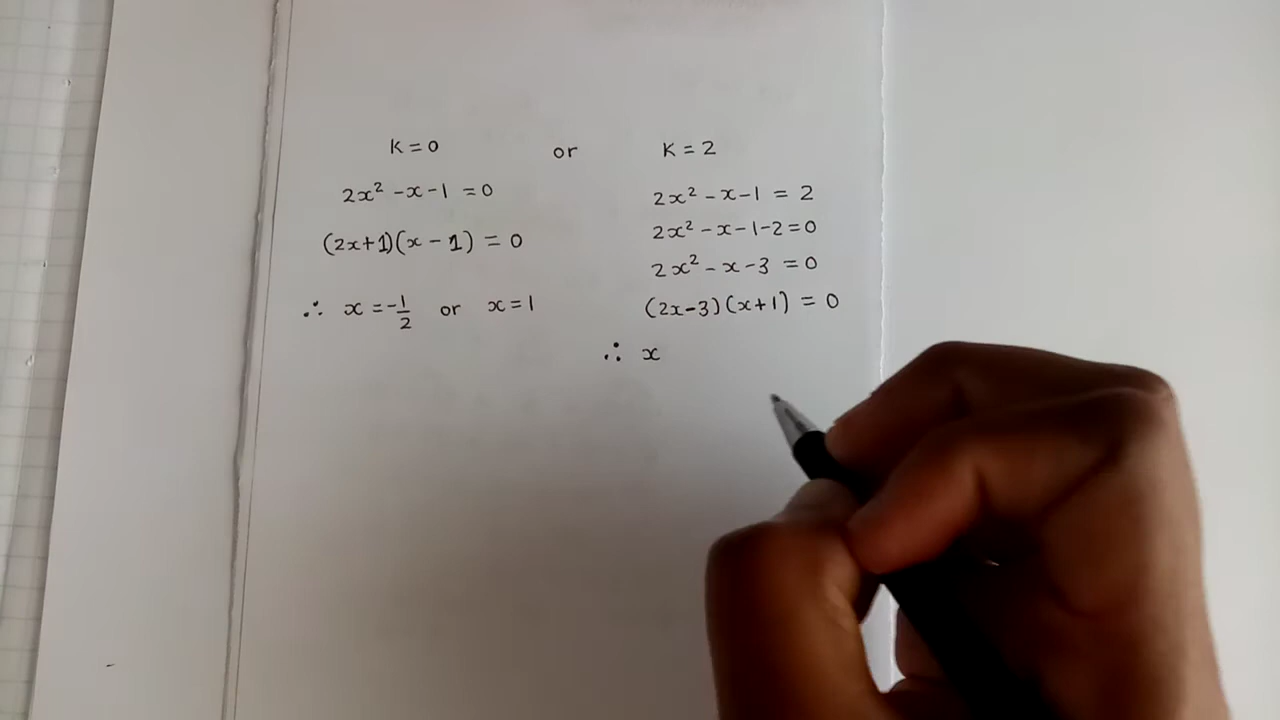 K = 0 or K = 2
2x² - x - 1 = 0
(2x+1)(x - 1) = 0
∴ x = -1/2 or x = 1
2x² - x - 1 = 2
2x² - x - 1 - 2 = 0
2x² - x - 3 = 0
(2x-3)(x+1) = 0
∴ x